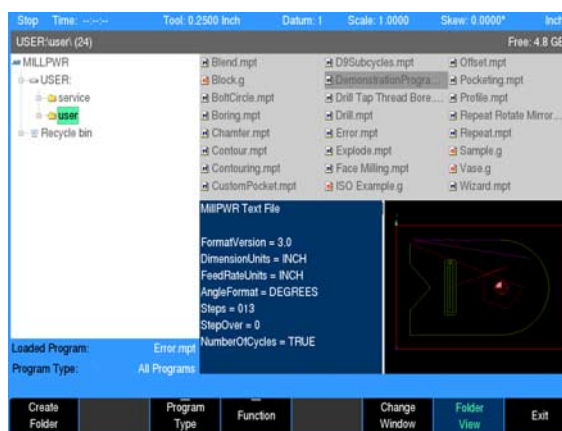 Stop Time: --:--:-- Tool: 0.2500 Inch Datum: 1 Scale: 1.0000 Skew: 0.0000° Inch
USER:\user\ (24) Free: 4.8 GB
MILLPWR
USER:
service
user
Recycle bin
Blend.mpt
Block.g
BoltCircle.mpt
Boring.mpt
Chamfer.mpt
Contour.mpt
Contouring.mpt
CustomPocket.mpt
D9Subcycles.mpt
DemonstrationProgra...
Drill Tap Thread Bore....
Drill.mpt
Error.mpt
Explode.mpt
Face Milling.mpt
ISO Example.g
Offset.mpt
Pocketing.mpt
Profile.mpt
Repeat Rotate Mirror...
Repeat.mpt
Sample.g
Vase.g
Wizard.mpt
MillPWR Text File
FormatVersion = 3.0
DimensionUnits = INCH
FeedRateUnits = INCH
AngleFormat = DEGREES
Steps = 013
StepOver = 0
NumberOfCycles = TRUE
Loaded Program: Error.mpt
Program Type: All Programs
Create
Folder
Program
Type
Function
Change
Window
Folder
View
Exit